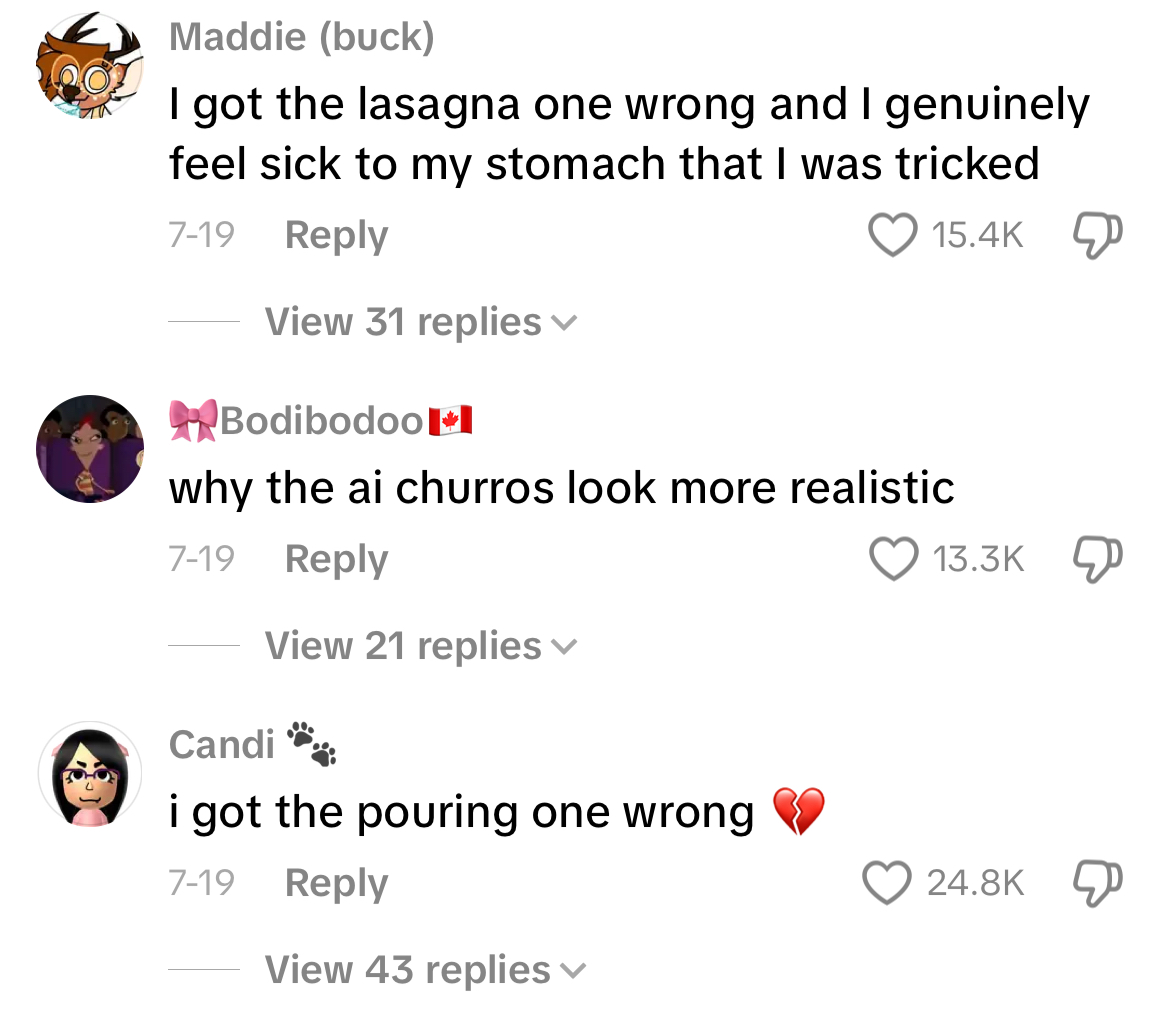 Maddie (buck)
I got the lasagna one wrong and I genuinely
feel sick to my stomach that I was tricked
7-19 Reply 15.4K
View 31 replies
🎀Bodibodoo🇨🇦
why the ai churros look more realistic
7-19 Reply 13.3K
View 21 replies
Candi 🐾
i got the pouring one wrong 💔
7-19 Reply 24.8K
View 43 replies